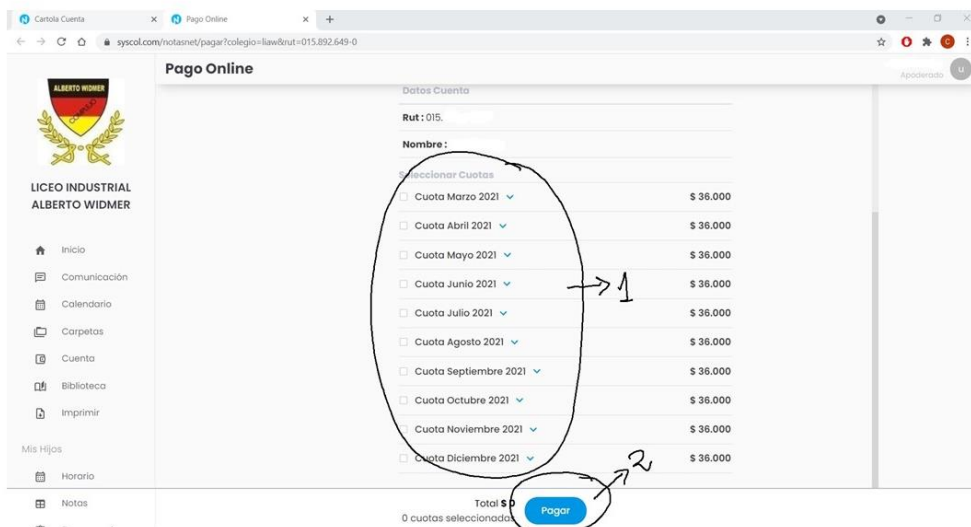 Cartola Cuenta
Pago Online
syscol.com/notasnet/pagar?colegio=liaw&rut=015.892.649-0
Pago Online
Apoderado
u
ALBERTO WIDMER
COMPLEJO
LICEO INDUSTRIAL
ALBERTO WIDMER
Inicio
Comunicación
Calendario
Carpetas
Cuenta
Biblioteca
Imprimir
Mis Hijos
Horario
Notas
Datos Cuenta
Rut : 015.
Nombre :
Seleccionar Cuotas
Cuota Marzo 2021 $ 36.000
Cuota Abril 2021 $ 36.000
Cuota Mayo 2021 $ 36.000
Cuota Junio 2021 $ 36.000
Cuota Julio 2021 $ 36.000
Cuota Agosto 2021 $ 36.000
Cuota Septiembre 2021 $ 36.000
Cuota Octubre 2021 $ 36.000
Cuota Noviembre 2021 $ 36.000
Cuota Diciembre 2021 $ 36.000
1
2
Total $ 0
0 cuotas seleccionadas
Pagar